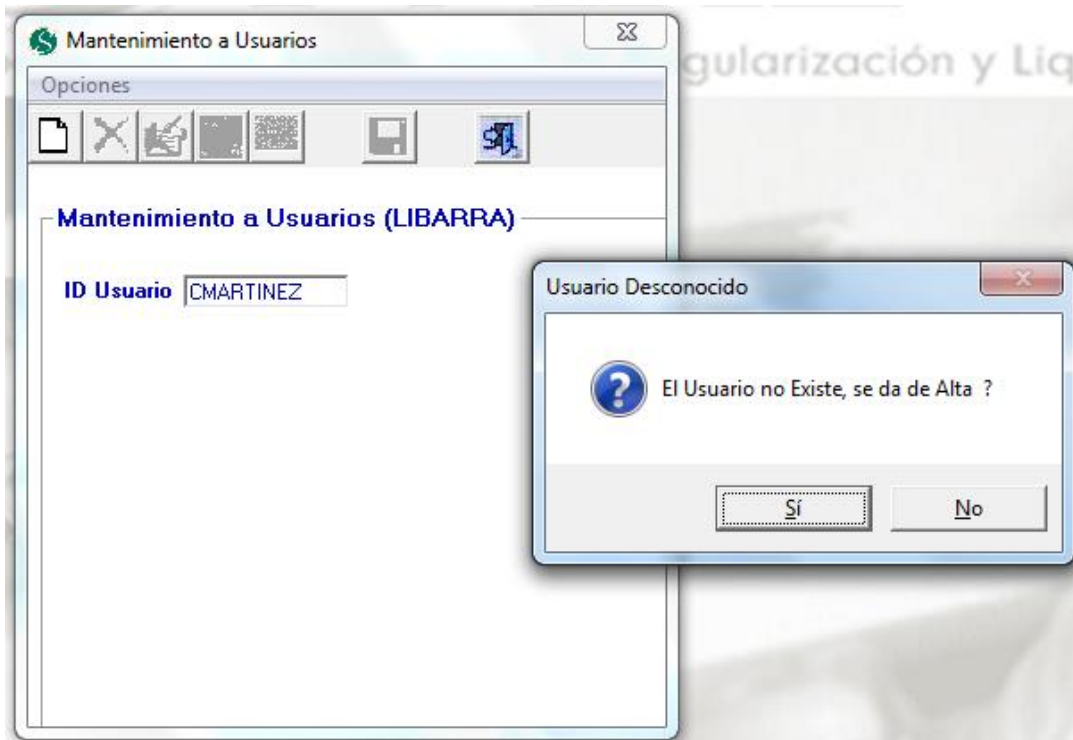 Mantenimiento a Usuarios
gularización y Liq
Opciones
Mantenimiento a Usuarios (LIBARRA)
ID Usuario CMARTINEZ
Usuario Desconocido
El Usuario no Existe, se da de Alta ?
Sí
No